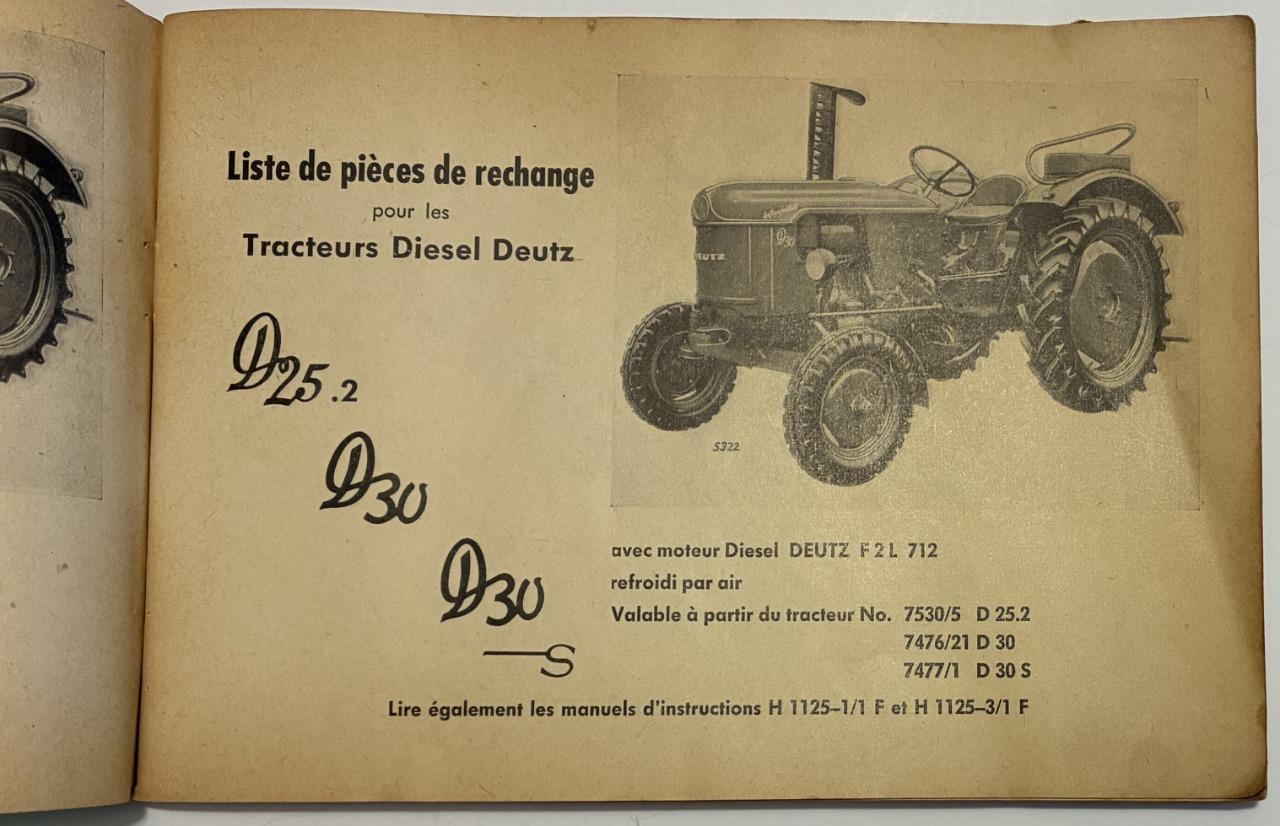 Liste de pièces de rechange
pour les
Tracteurs Diesel Deutz
D25.2
D30
D30
S
D30
DEUTZ
5322
avec moteur Diesel DEUTZ F2L 712
refroidi par air
Valable à partir du tracteur No. 7530/5 D 25.2
7476/21 D 30
7477/1 D 30 S
Lire également les manuels d'instructions H 1125–1/1 F et H 1125–3/1 F